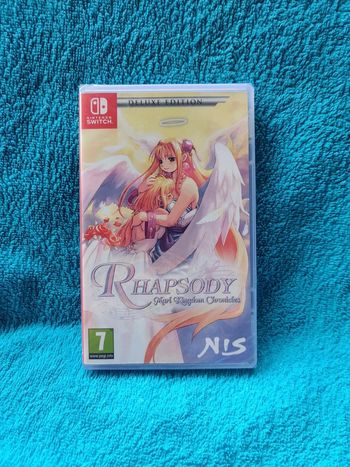 DELUXE EDITION
NINTENDO
SWITCH
RHAPSODY
Marl Kingdom Chronicles
7
www.pegi.info
NIS